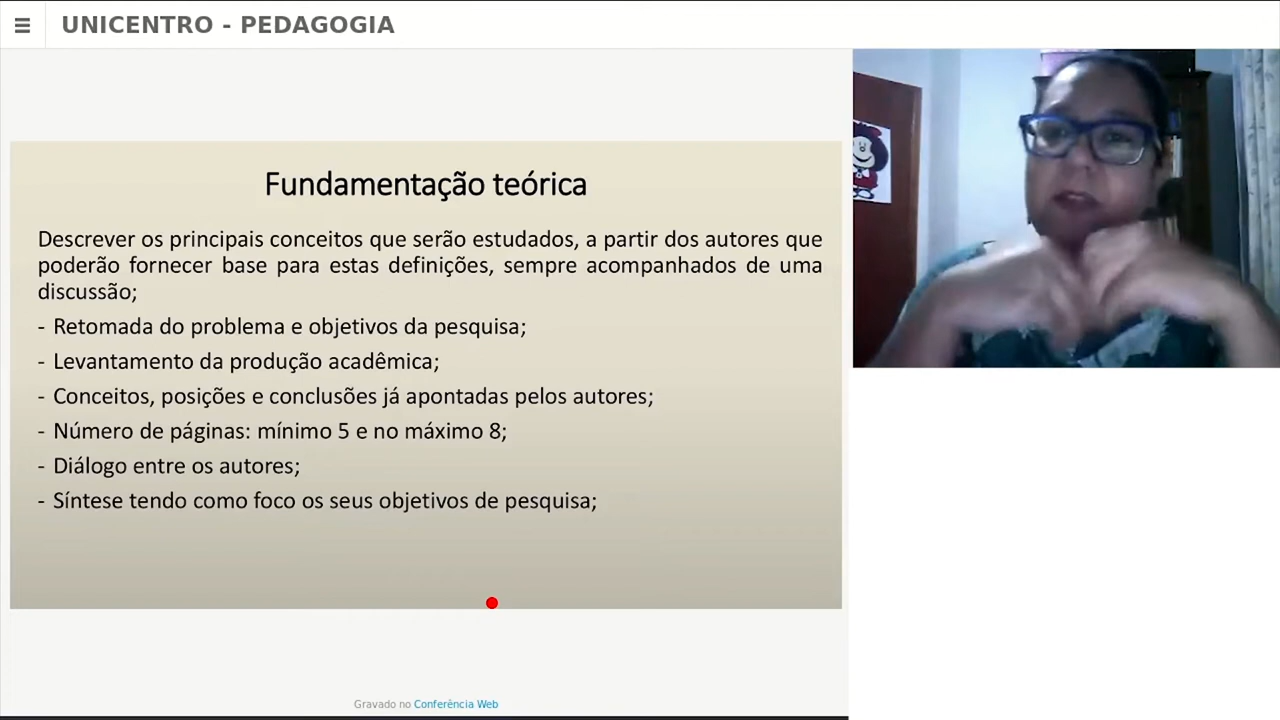 UNICENTRO - PEDAGOGIA
Fundamentação teórica
Descrever os principais conceitos que serão estudados, a partir dos autores que
poderão fornecer base para estas definições, sempre acompanhados de uma
discussão;
- Retomada do problema e objetivos da pesquisa;
- Levantamento da produção acadêmica;
- Conceitos, posições e conclusões já apontadas pelos autores;
- Número de páginas: mínimo 5 e no máximo 8;
- Diálogo entre os autores;
- Síntese tendo como foco os seus objetivos de pesquisa;
Gravado no Conferência Web